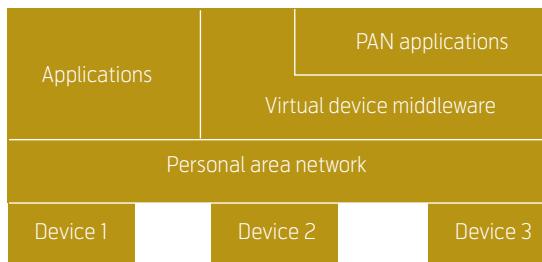 PAN applications
Applications
Virtual device middleware
Personal area network
Device 1
Device 2
Device 3